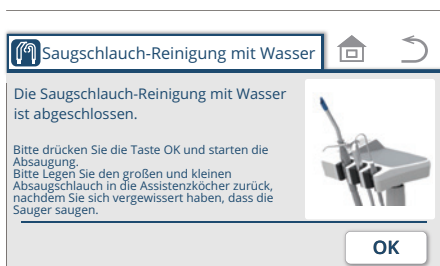 Saugschlauch-Reinigung mit Wasser
Die Saugschlauch-Reinigung mit Wasser
ist abgeschlossen.
Bitte drücken Sie die Taste OK und starten die
Absaugung.
Bitte Legen Sie den großen und kleinen
Absaugschlauch in die Assistenzköcher zurück,
nachdem Sie sich vergewissert haben, dass die
Sauger saugen.
OK